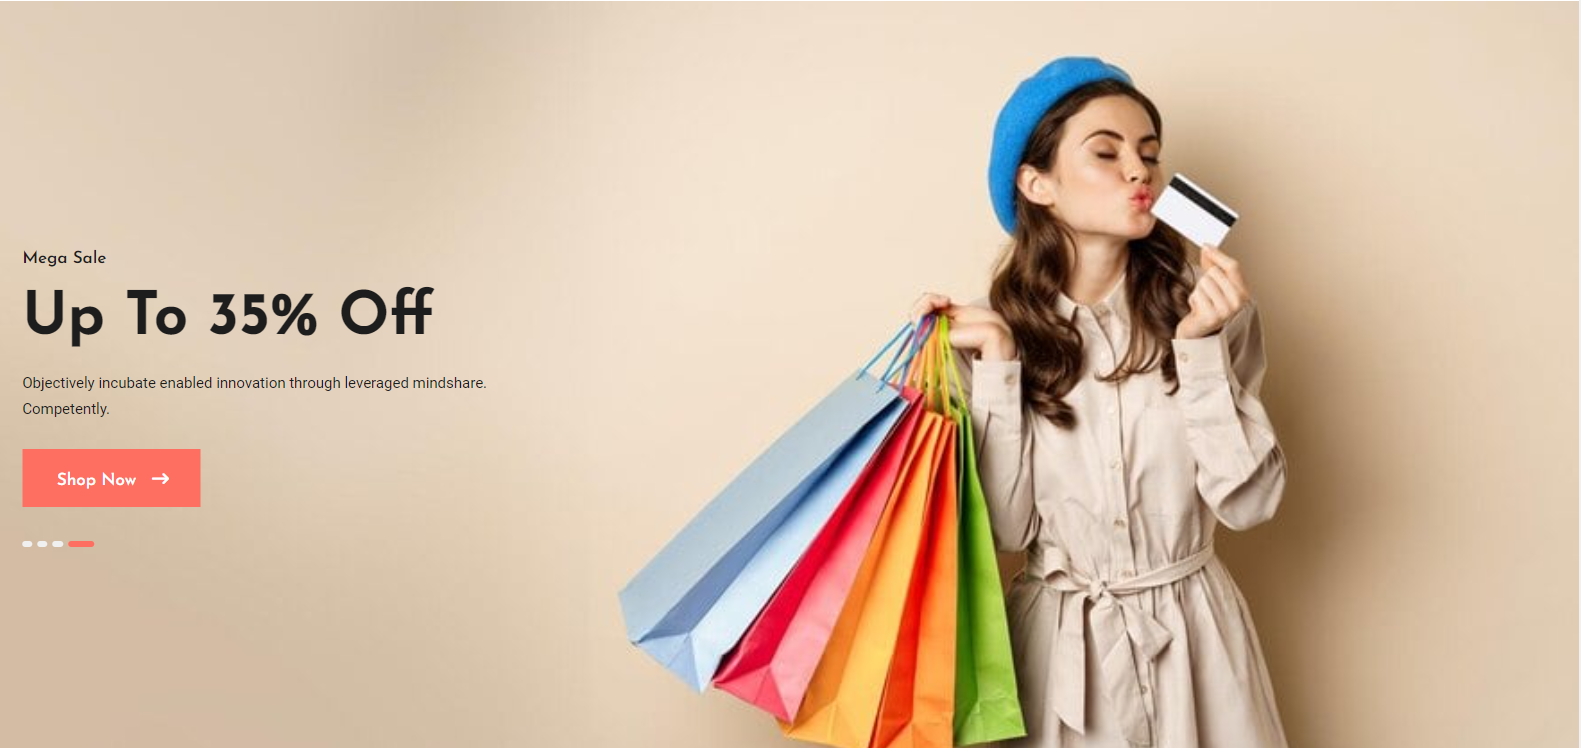 Mega Sale
Up To 35% Off
Objectively incubate enabled innovation through leveraged mindshare.
Competently.
Shop Now